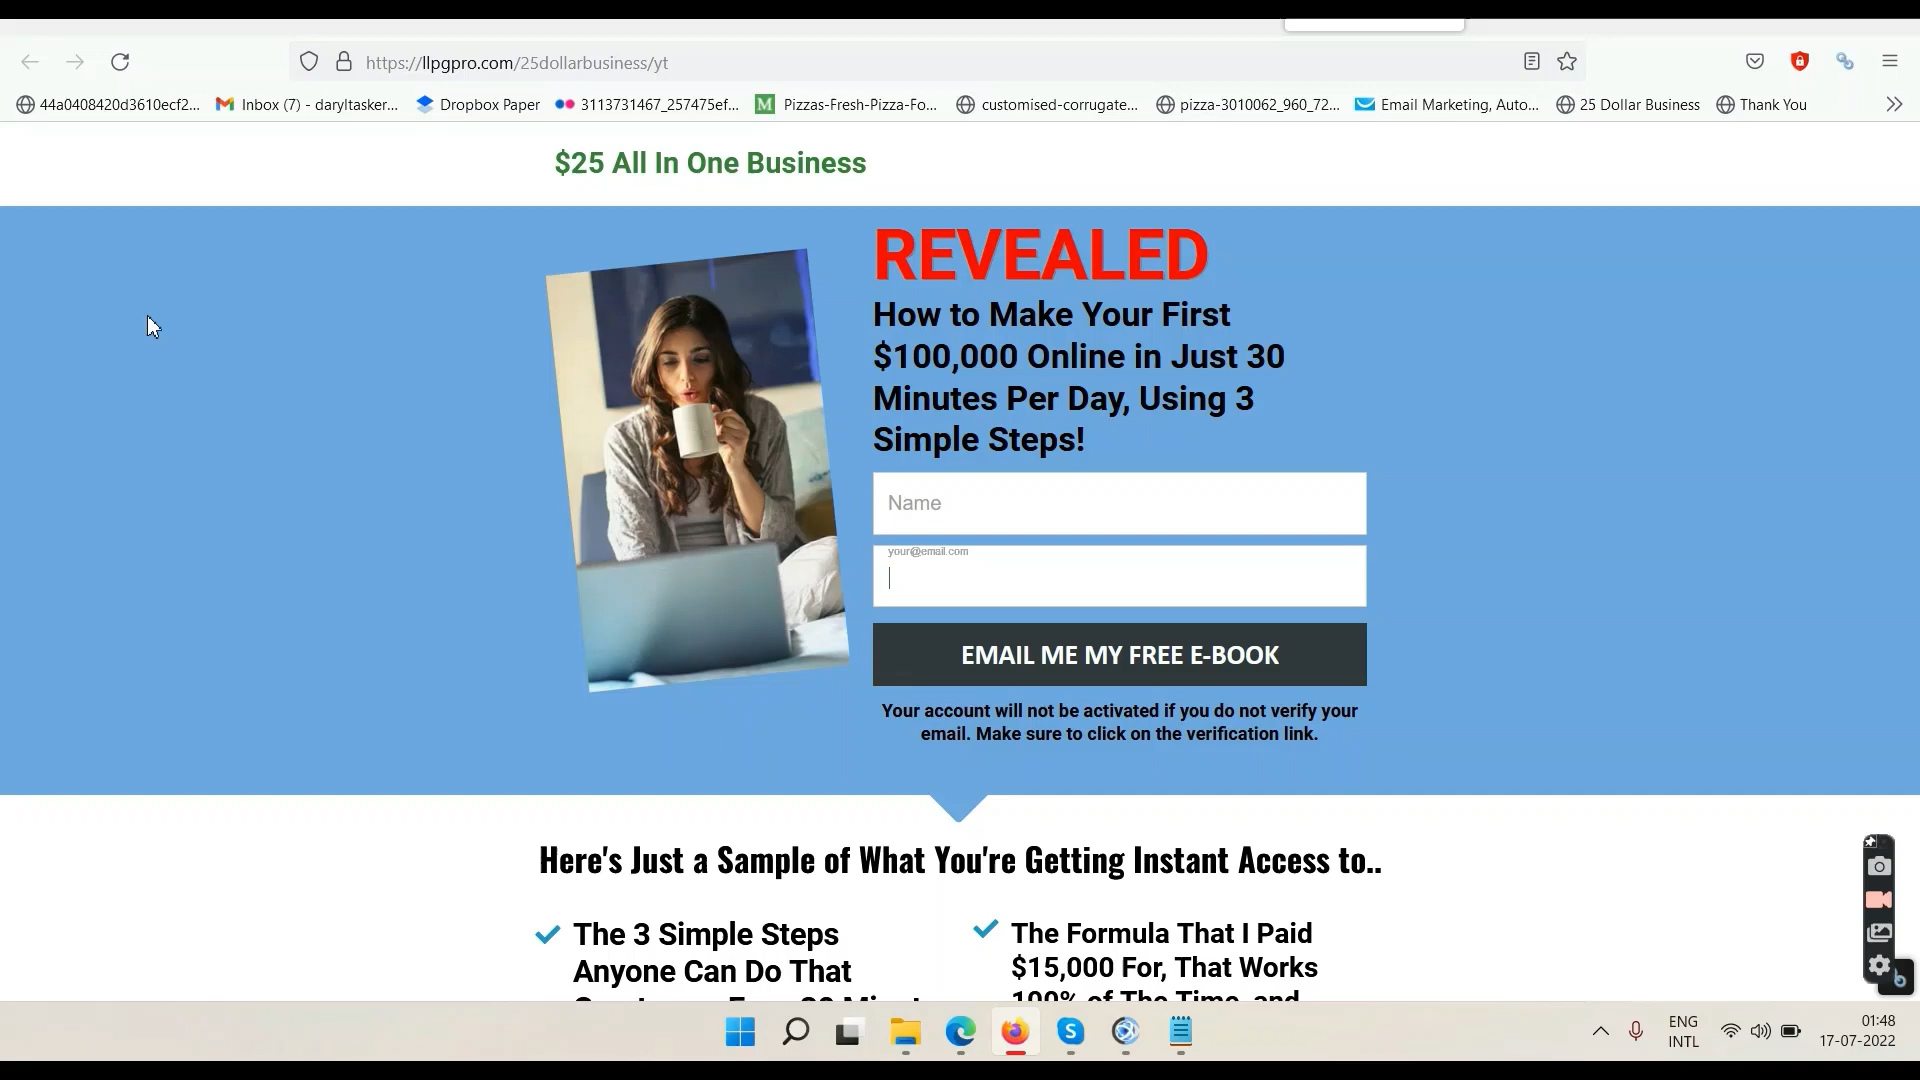 https://llpgpro.com/25dollarbusiness/yt
44a0408420d3610ecf2... Inbox (7) - daryltasker... Dropbox Paper 3113731467_257475ef... M Pizzas-Fresh-Pizza-Fo... customised-corrugate... pizza-3010062_960_72... Email Marketing, Auto... 25 Dollar Business Thank You
$25 All In One Business
REVEALED
How to Make Your First
$100,000 Online in Just 30
Minutes Per Day, Using 3
Simple Steps!
Name
your@email.com
EMAIL ME MY FREE E-BOOK
Your account will not be activated if you do not verify your
email. Make sure to click on the verification link.
Here's Just a Sample of What You're Getting Instant Access to..
The 3 Simple Steps
Anyone Can Do That
The Formula That I Paid
$15,000 For, That Works
100% of The Time, and
ENG
INTL
01:48
17-07-2022